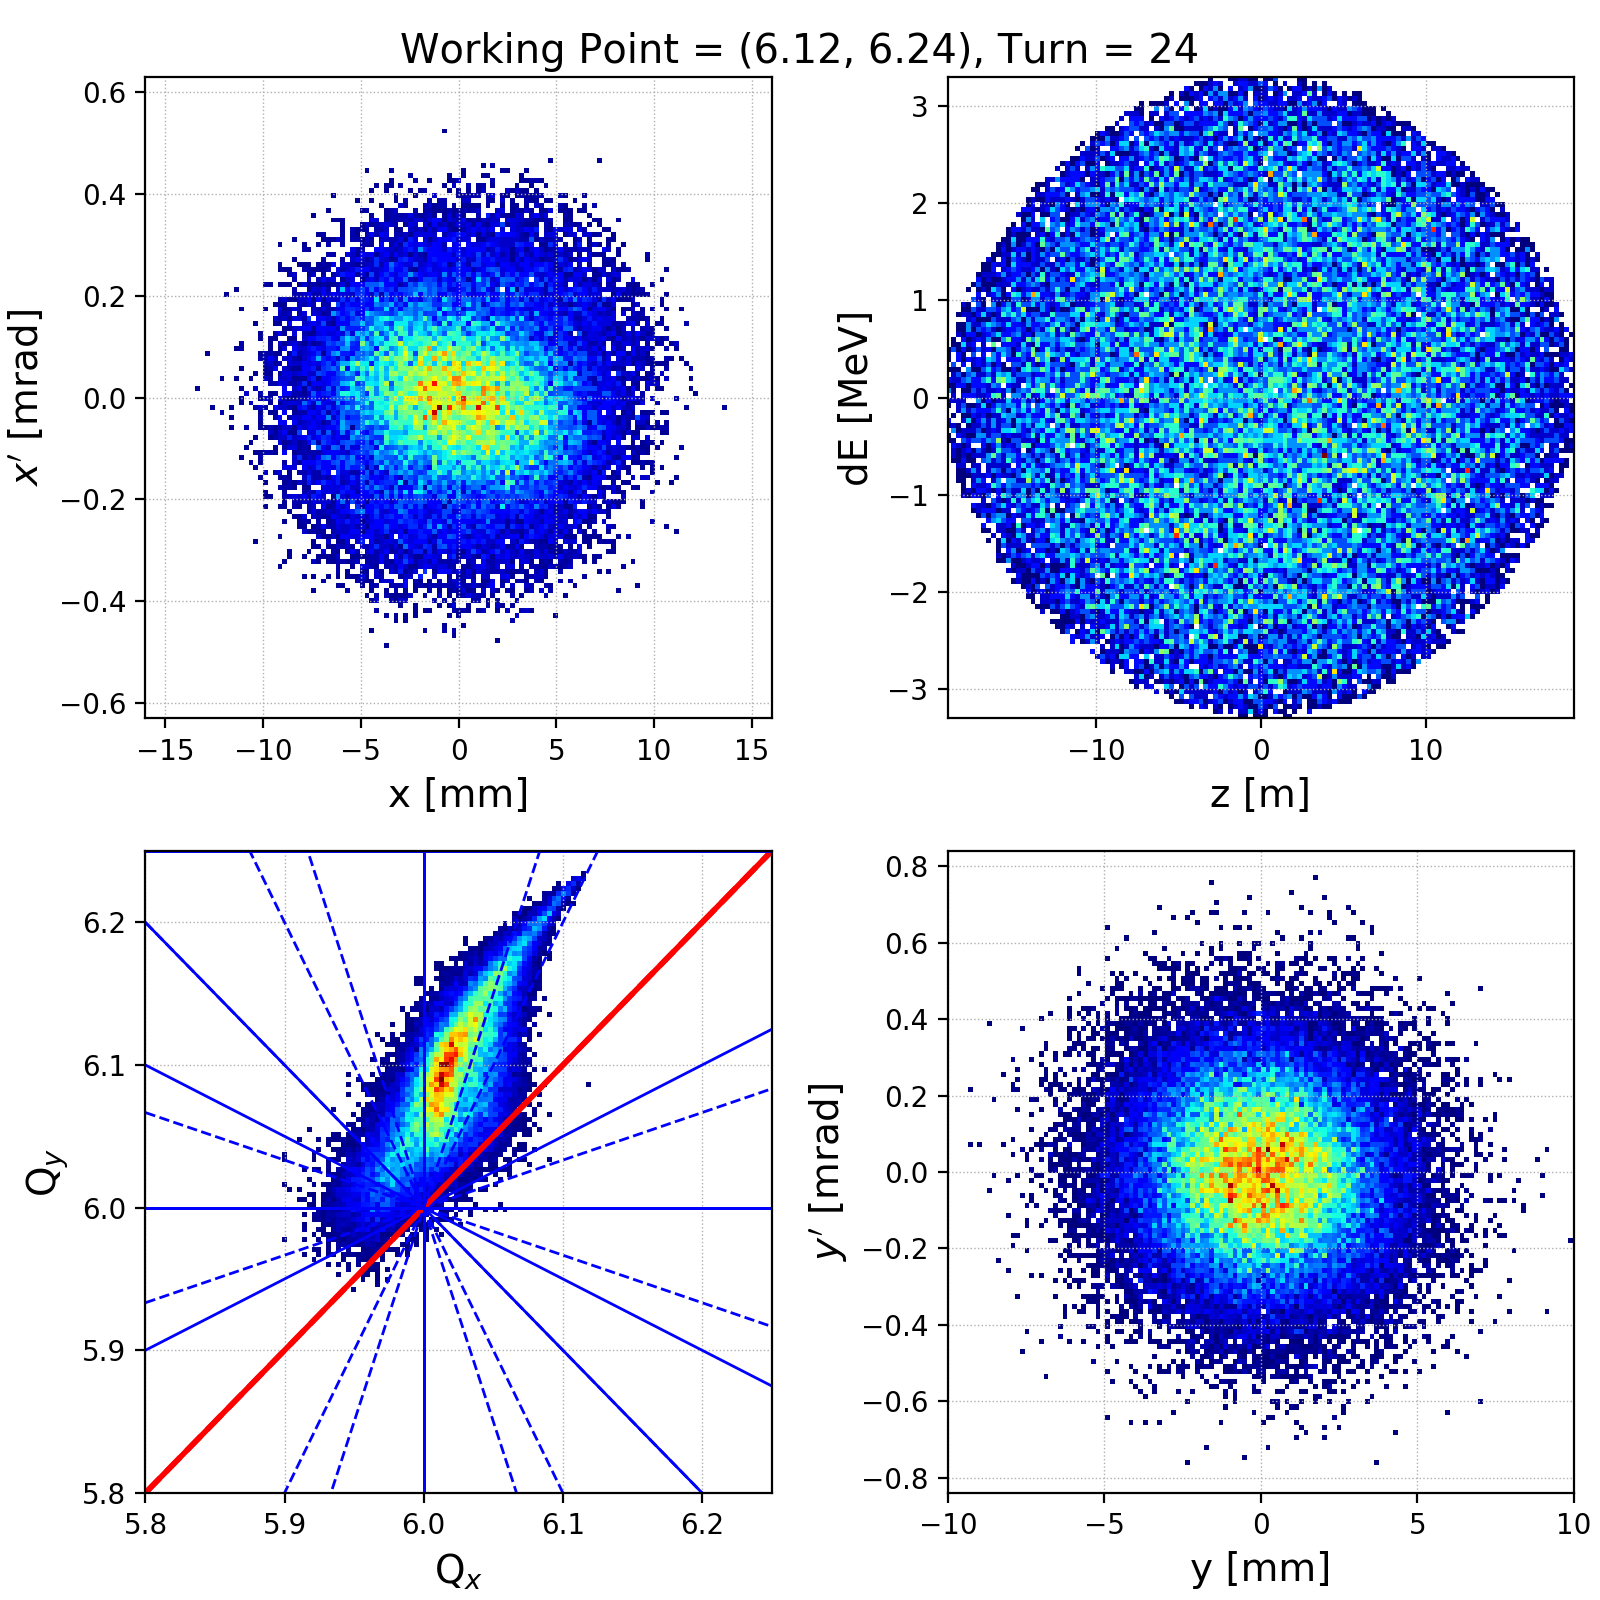 Working Point = (6.12, 6.24), Turn = 24
0.6
0.4
0.2
0.0
−0.2
−0.4
−0.6
x′ [mrad]
−15 −10 −5 0 5 10 15
x [mm]
3
2
1
0
−1
−2
−3
dE [MeV]
−10 0 10
z [m]
6.2
6.1
6.0
5.9
5.8
Qy
5.8 5.9 6.0 6.1 6.2
Qx
0.8
0.6
0.4
0.2
0.0
−0.2
−0.4
−0.6
−0.8
y′ [mrad]
−10 −5 0 5 10
y [mm]